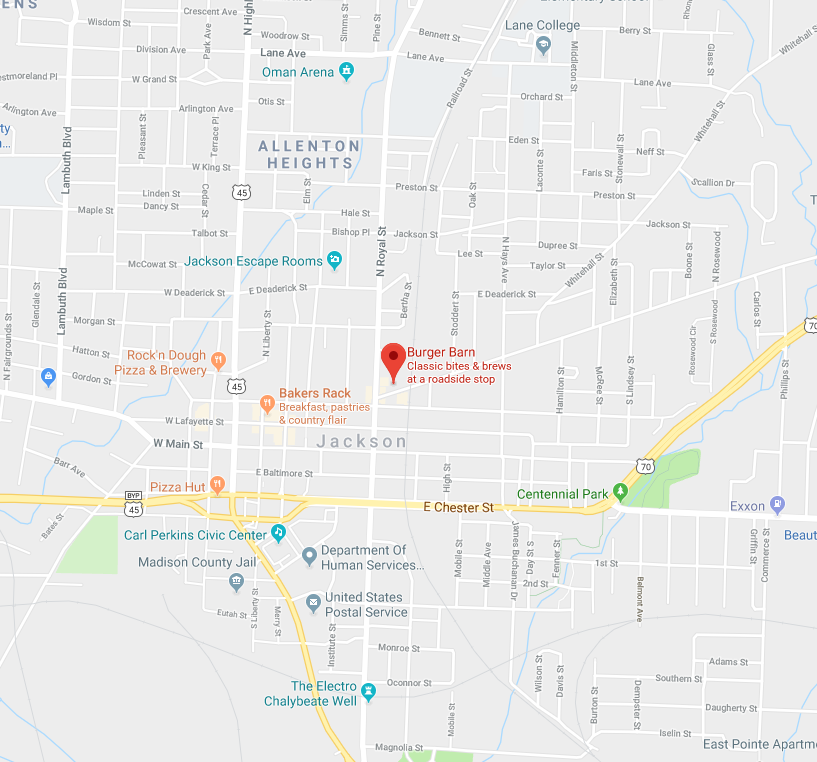 ENS
Wisdom St
Crescent Ave
Park Ave
N High
Simms St
Pine St
Lane College
Bennett St
Berry St
Division Ave
Lane Ave
Lane Ave
Middleton St
Glass St
Whitehall St
Oman Arena
W Grand St
Railroad St
Lane Ave
Arlington Ave
Arlington Ave
Otis St
Orchard St
Whitehall St
Pleasant St
Terrace Pl
ALLENTON
HEIGHTS
Eden St
Laconte St
Stonewall St
Neff St
Lambuth Blvd
W King St
Faris St
Scallion Dr
Linden St
Dancy St
Cedar St
45
Elm St
Preston St
Oak St
Preston St
Maple St
Hale St
Talbot St
Bishop Pl
Jackson St
Jackson St
N Royal St
N Hays Ave
Dupree St
Lee St
Taylor St
Boone St
N Rosewood
McCowat St
Jackson Escape Rooms
Whitehall St
Elizabeth St
Lambuth Blvd
Glendale St
W Deaderick St
E Deaderick St
Bertha St
Stoddert St
E Deaderick St
Carlos St
S Rosewood
N Fairgrounds St
Morgan St
N Liberty St
70
Hatton St
Rock'n Dough
Pizza & Brewery
Burger Barn
Classic bites & brews
at a roadside stop
Rosewood Cir
Phillips St
Gordon St
45
Hamilton St
McRee St
S Lindsey St
Bakers Rack
Breakfast, pastries
& country flair
W Lafayette St
W Main St
Jackson
Barr Ave
E Baltimore St
High St
70
Pizza Hut
BYP
45
Centennial Park
E Chester St
Exxon
Bates St
Carl Perkins Civic Center
James Buchanan Dr
Griffin St
Commerce St
Beaut
Madison County Jail
Department Of
Human Services...
Mobile St
Middle Ave
Day St S
Fenner St
1st St
2nd St
Belmont Ave
United States
Postal Service
Eutah St
S Liberty St
Merry St
Institute St
Monroe St
Adams St
The Electro
Chalybeate Well
Oconnor St
Wilson St
Davis St
Southern St
Burton St
Dempster St
Daugherty St
Mobile St
Iselin St
Magnolia St
East Pointe Apartme